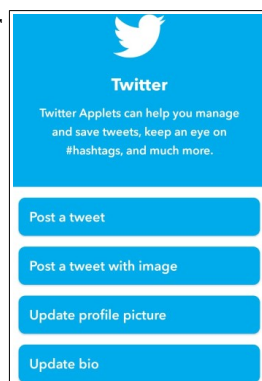 Twitter
Twitter Applets can help you manage
and save tweets, keep an eye on
#hashtags, and much more.
Post a tweet
Post a tweet with image
Update profile picture
Update bio